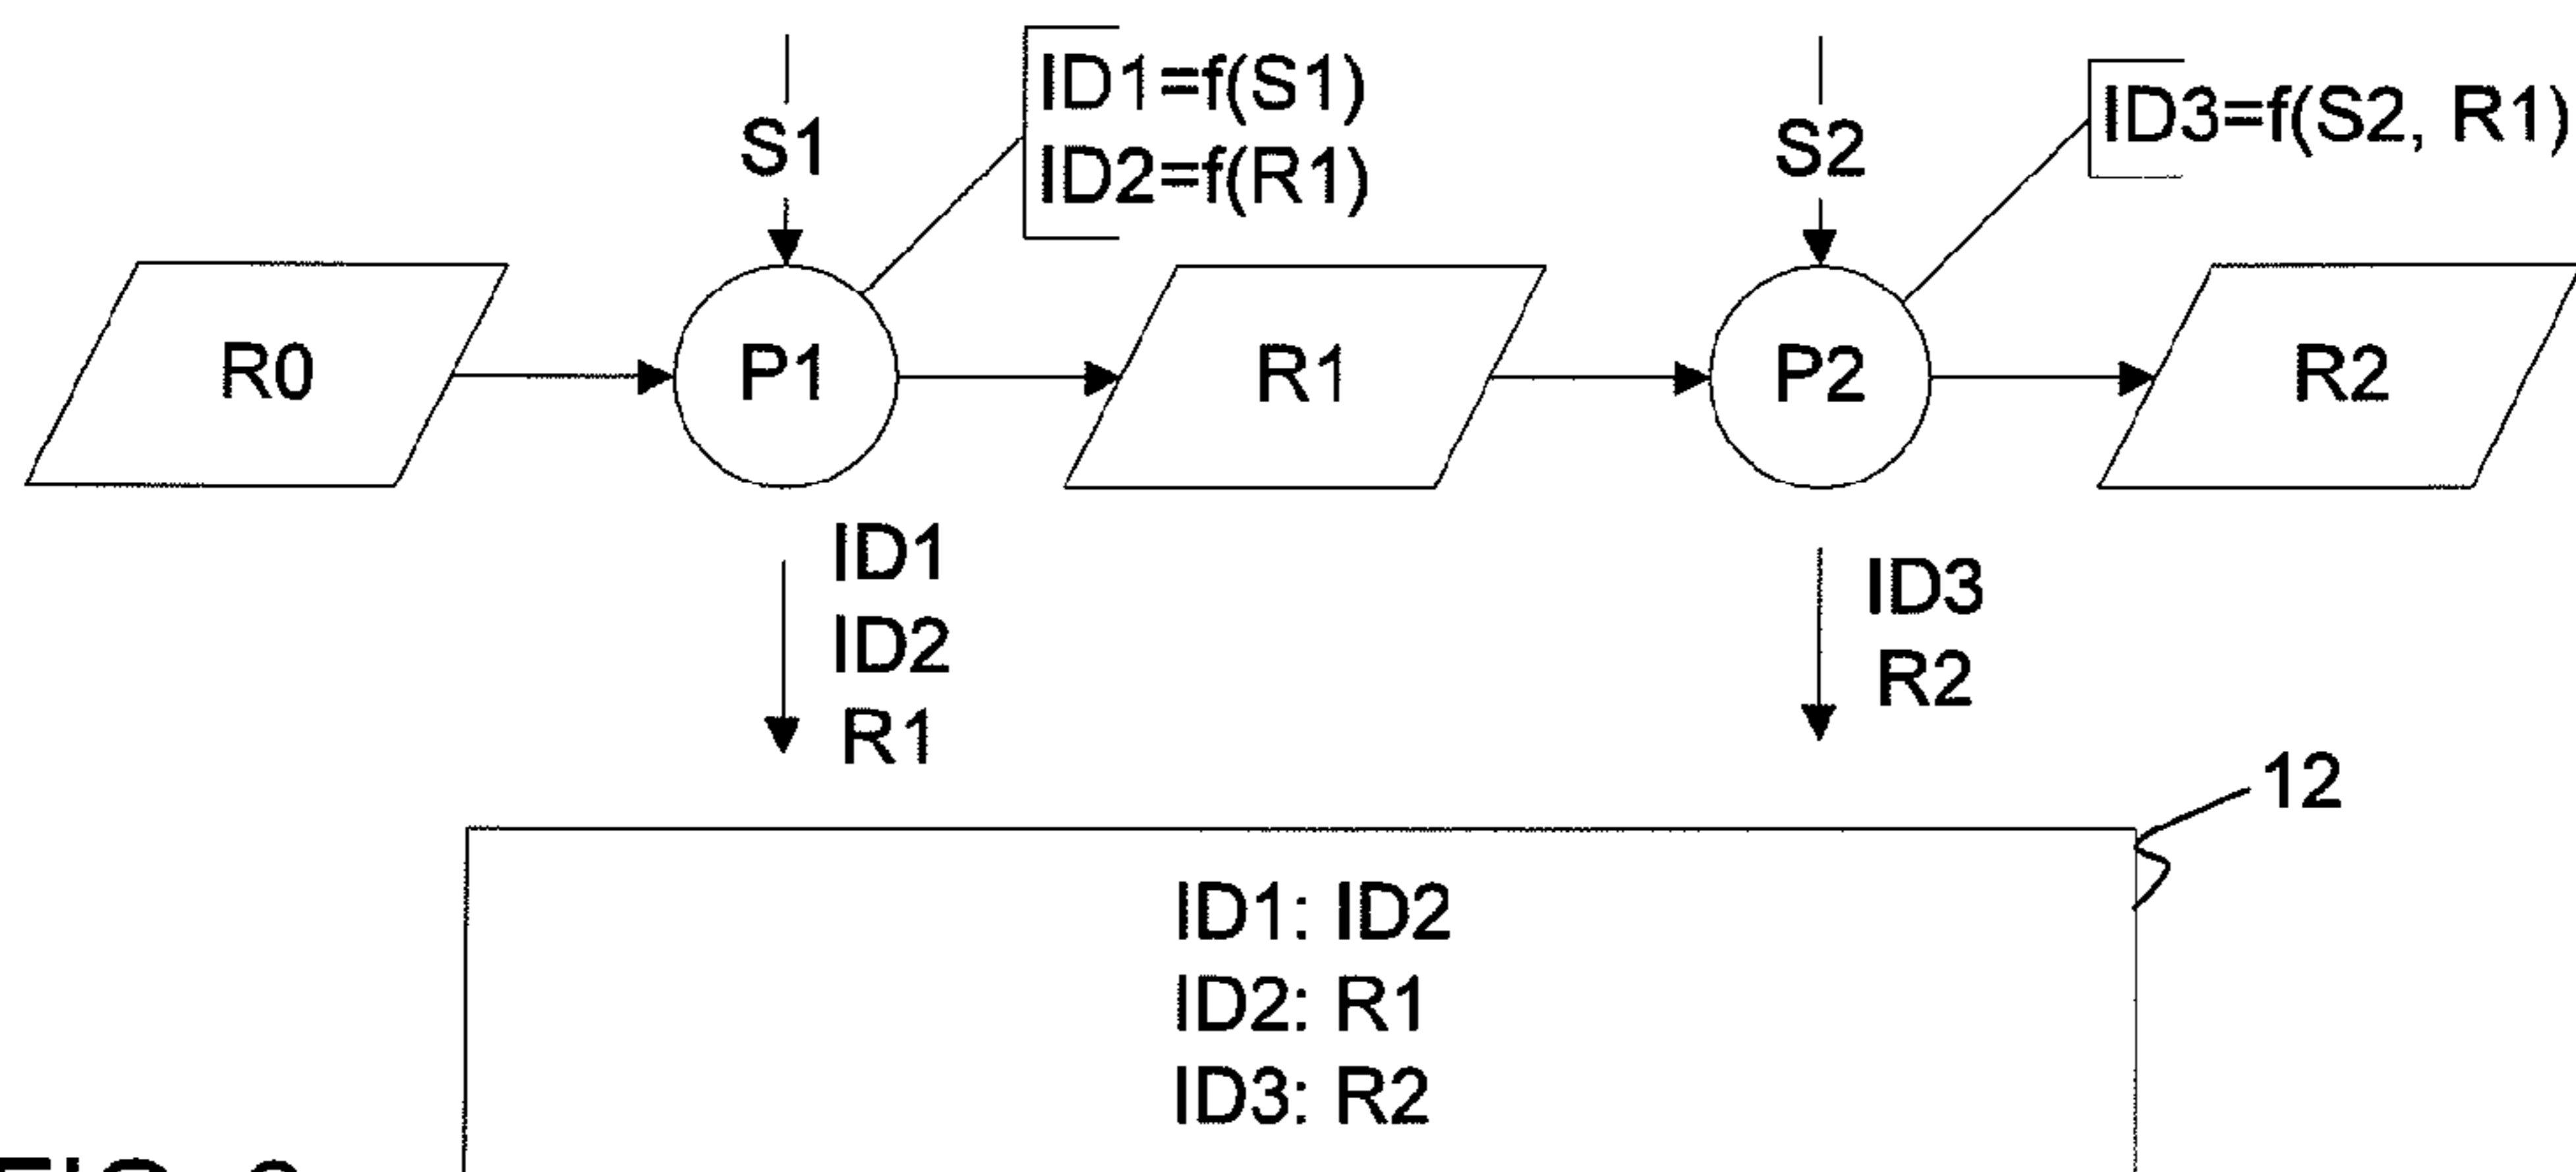 S1
ID1=f(S1)
ID2=f(R1)
S2
ID3=f(S2, R1)
R0
P1
R1
P2
R2
ID1
ID2
R1
ID3
R2
12
ID1: ID2
ID2: R1
ID3: R2